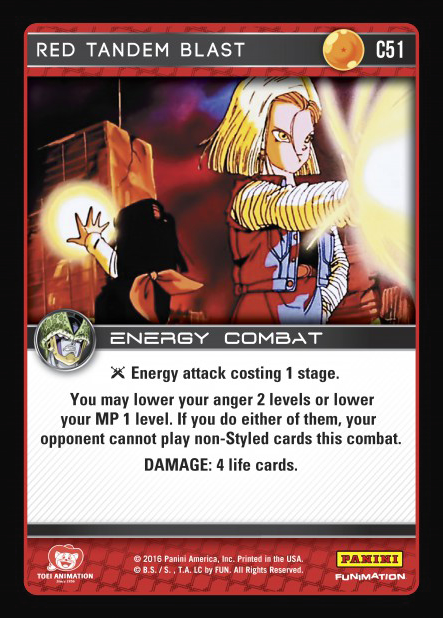 RED TANDEM BLAST C51
ENERGY COMBAT
Energy attack costing 1 stage.
You may lower your anger 2 levels or lower
your MP 1 level. If you do either of them, your
opponent cannot play non-Styled cards this combat.
DAMAGE: 4 life cards.
TOEI ANIMATION
© 2016 Panini America, Inc. Printed in the USA.
© B.S. / S. , T.A. LC by FUN. All Rights Reserved.
PANINI
FUNIMATION